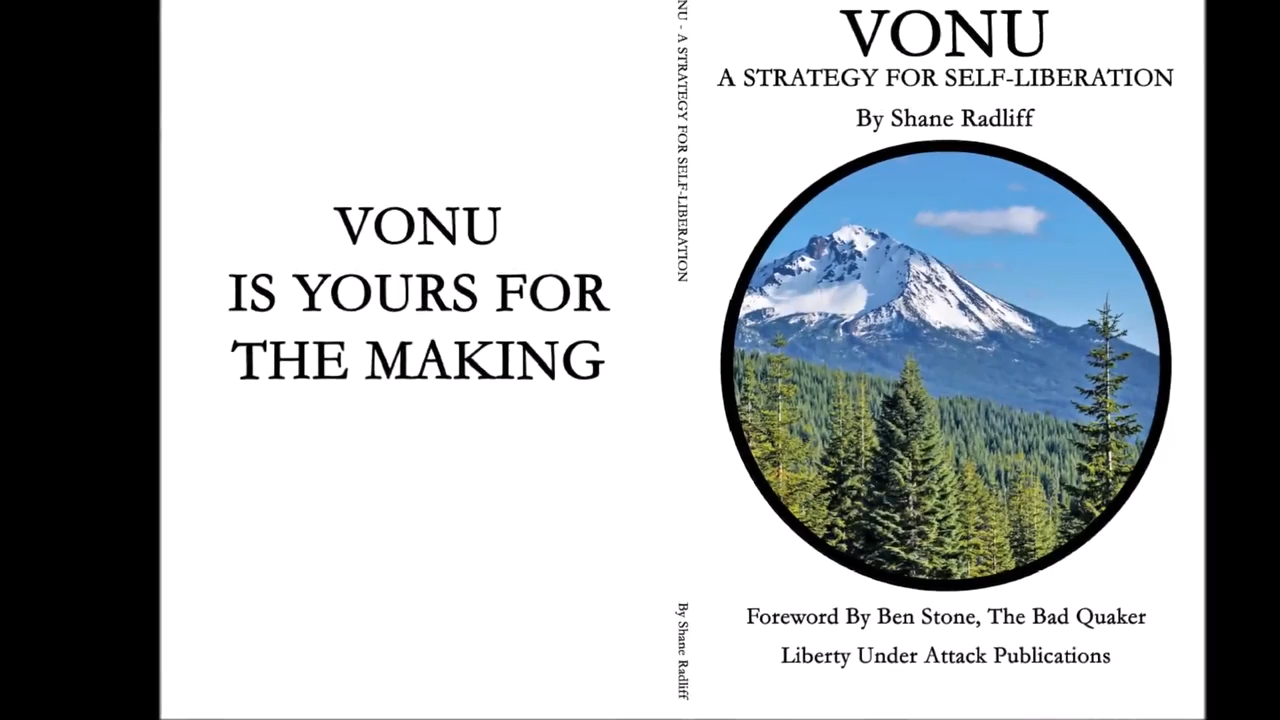 VONU
IS YOURS FOR
THE MAKING
NU - A STRATEGY FOR SELF-LIBERATION
By Shane Radliff
VONU
A STRATEGY FOR SELF-LIBERATION
By Shane Radliff
Foreword By Ben Stone, The Bad Quaker
Liberty Under Attack Publications